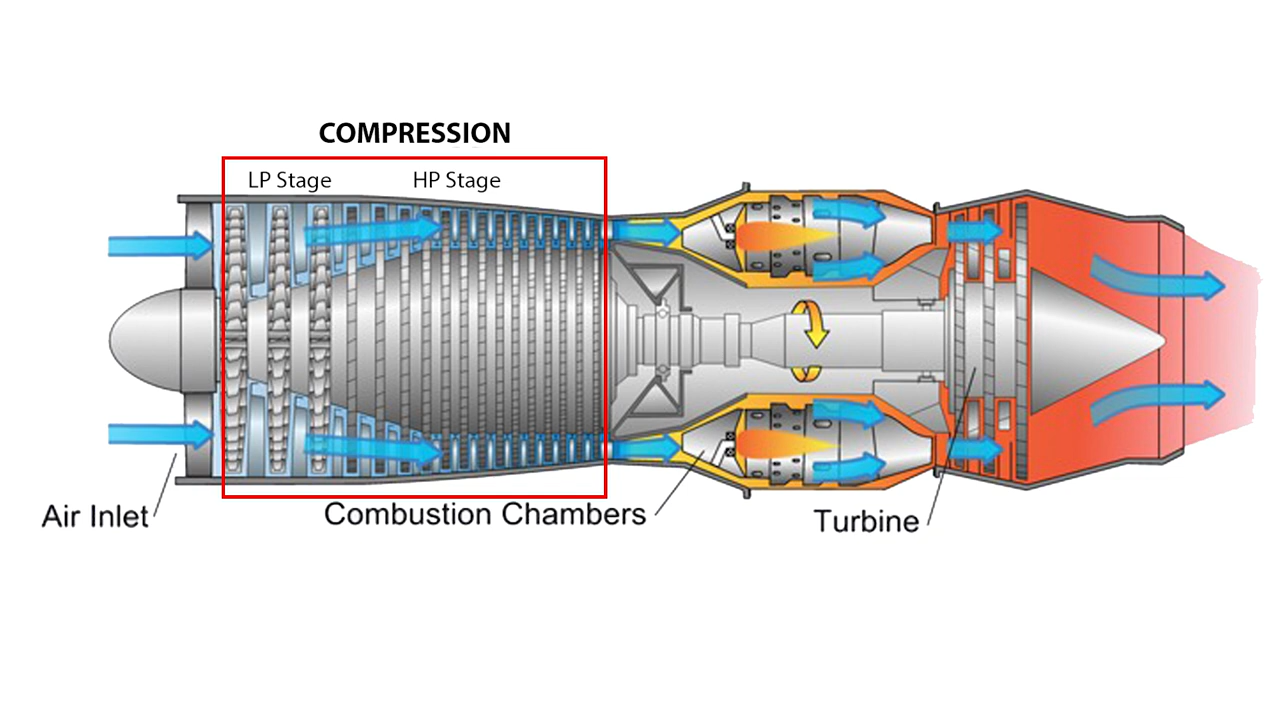 COMPRESSION
LP Stage
HP Stage
Air Inlet
Combustion Chambers
Turbine